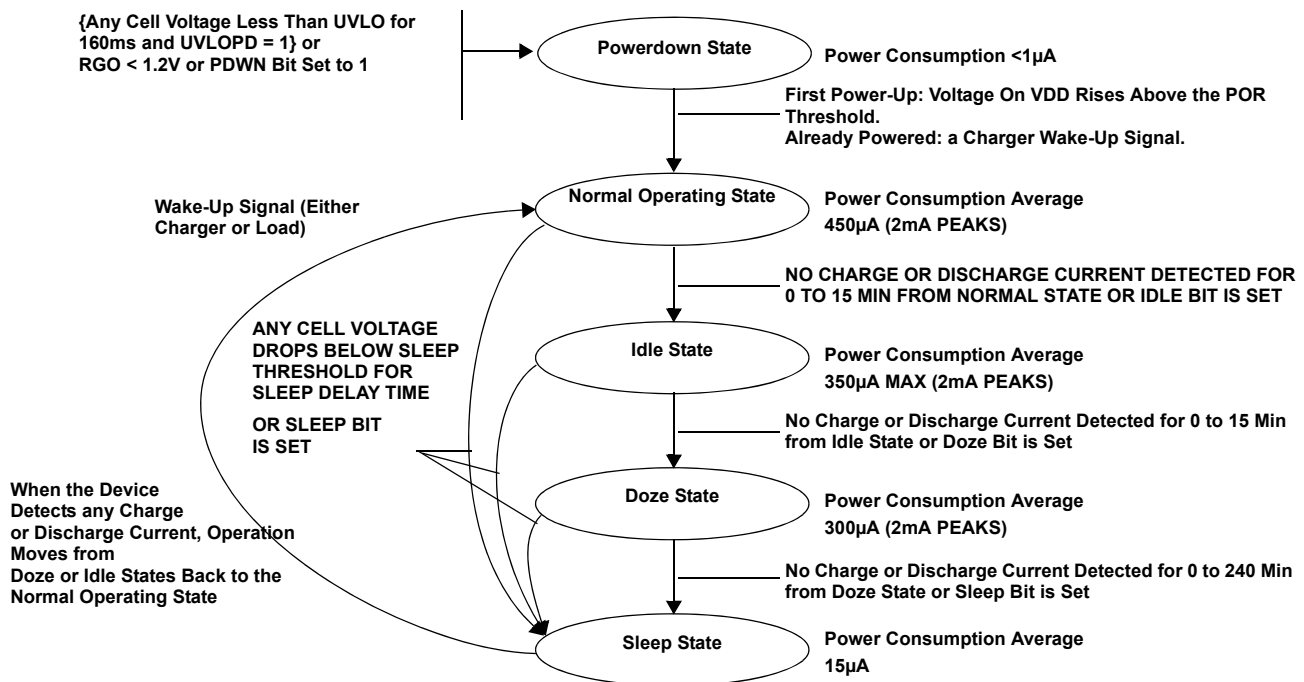 {Any Cell Voltage Less Than UVLO for
160ms and UVLOPD = 1} or
RGO < 1.2V or PDWN Bit Set to 1
Powerdown State
Power Consumption <1µA
First Power-Up: Voltage On VDD Rises Above the POR
Threshold.
Already Powered: a Charger Wake-Up Signal.
Wake-Up Signal (Either
Charger or Load)
Normal Operating State
Power Consumption Average
450µA (2mA PEAKS)
NO CHARGE OR DISCHARGE CURRENT DETECTED FOR
0 TO 15 MIN FROM NORMAL STATE OR IDLE BIT IS SET
ANY CELL VOLTAGE
DROPS BELOW SLEEP
THRESHOLD FOR
SLEEP DELAY TIME
OR SLEEP BIT
IS SET
Idle State
Power Consumption Average
350µA MAX (2mA PEAKS)
No Charge or Discharge Current Detected for 0 to 15 Min
from Idle State or Doze Bit is Set
When the Device
Detects any Charge
or Discharge Current, Operation
Moves from
Doze or Idle States Back to the
Normal Operating State
Doze State
Power Consumption Average
300µA (2mA PEAKS)
No Charge or Discharge Current Detected for 0 to 240 Min
from Doze State or Sleep Bit is Set
Sleep State
Power Consumption Average
15µA